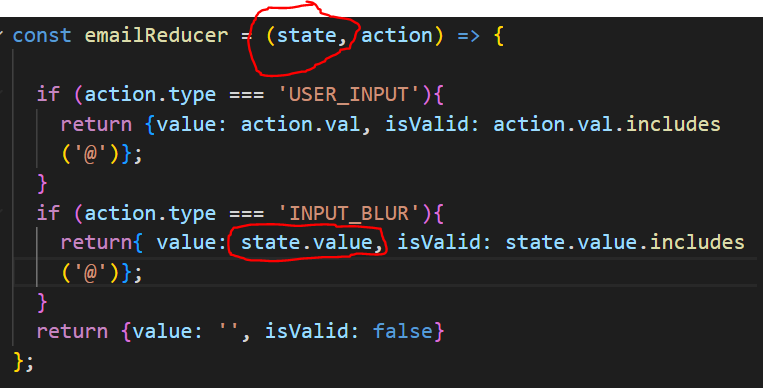 const emailReducer = (state, action) => {
if (action.type === 'USER_INPUT'){
return {value: action.val, isValid: action.val.includes
('@')};
}
if (action.type === 'INPUT_BLUR'){
return{ value: state.value, isValid: state.value.includes
('@')};
}
return {value: '', isValid: false}
};